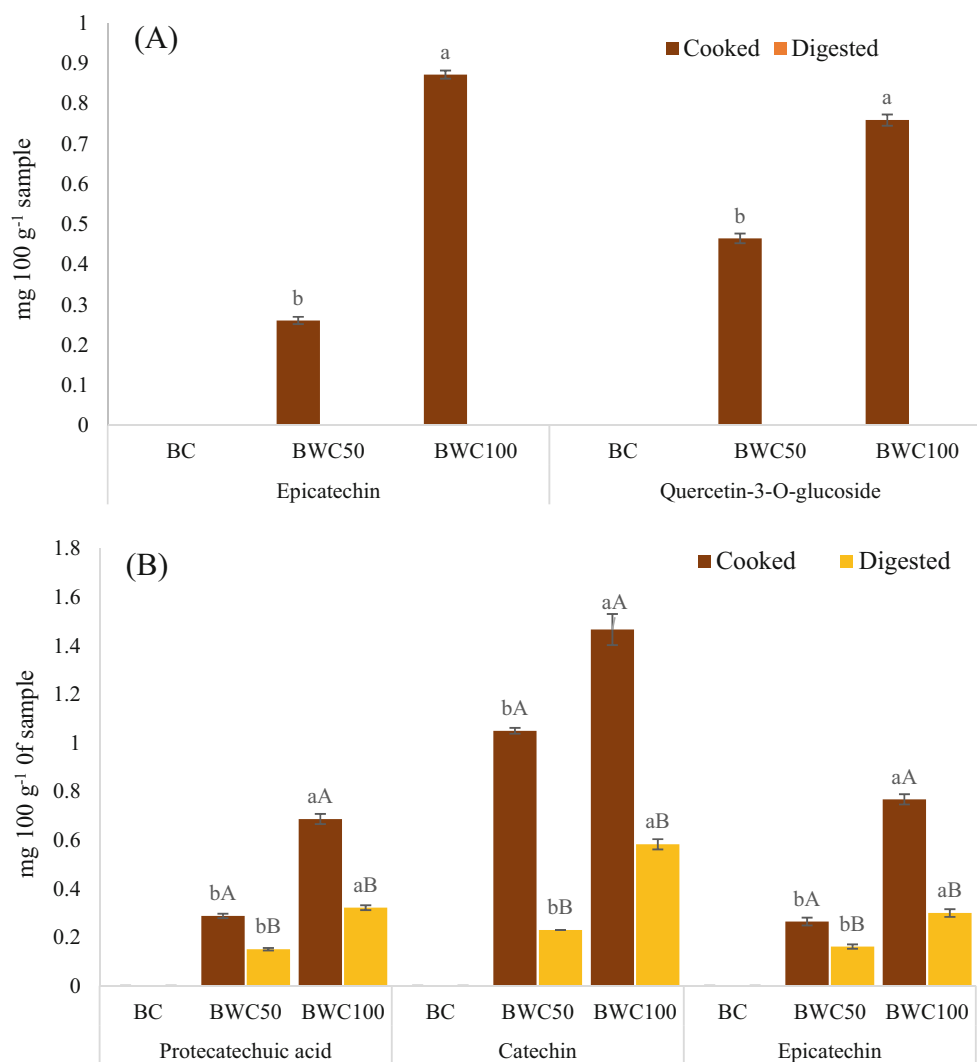 (A)
Cooked Digested
mg 100 g⁻¹ sample
1
0.9
0.8
0.7
0.6
0.5
0.4
0.3
0.2
0.1
0
b a b a
BC BWC50 BWC100 BC BWC50 BWC100
Epicatechin Quercetin-3-O-glucoside
(B)
Cooked Digested
mg 100 g⁻¹ 0f sample
1.8
1.6
1.4
1.2
1
0.8
0.6
0.4
0.2
0
bA bB aA aB bA bB aA aB bA bB aA aB
BC BWC50 BWC100 BC BWC50 BWC100 BC BWC50 BWC100
Protecatechuic acid Catechin Epicatechin